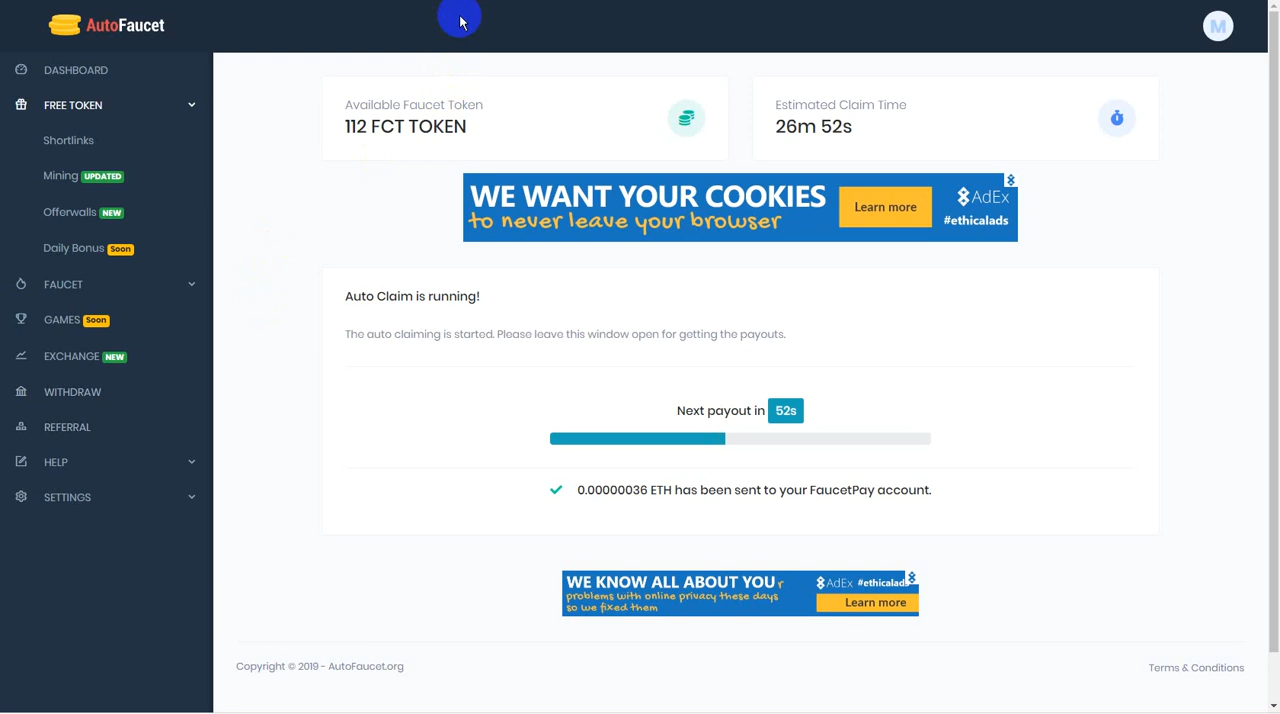 AutoFaucet
M
DASHBOARD
FREE TOKEN
Shortlinks
Mining UPDATED
Offerwalls NEW
Daily Bonus Soon
FAUCET
GAMES Soon
EXCHANGE NEW
WITHDRAW
REFERRAL
HELP
SETTINGS
Available Faucet Token
112 FCT TOKEN
Estimated Claim Time
26m 52s
WE WANT YOUR COOKIES
to never leave your browser
Learn more
AdEx
#ethicalads
Auto Claim is running!
The auto claiming is started. Please leave this window open for getting the payouts.
Next payout in 52s
0.00000036 ETH has been sent to your FaucetPay account.
WE KNOW ALL ABOUT YOUr
problems with online privacy these days
so we fixed them
AdEx #ethicalads
Learn more
Copyright © 2019 - AutoFaucet.org
Terms & Conditions